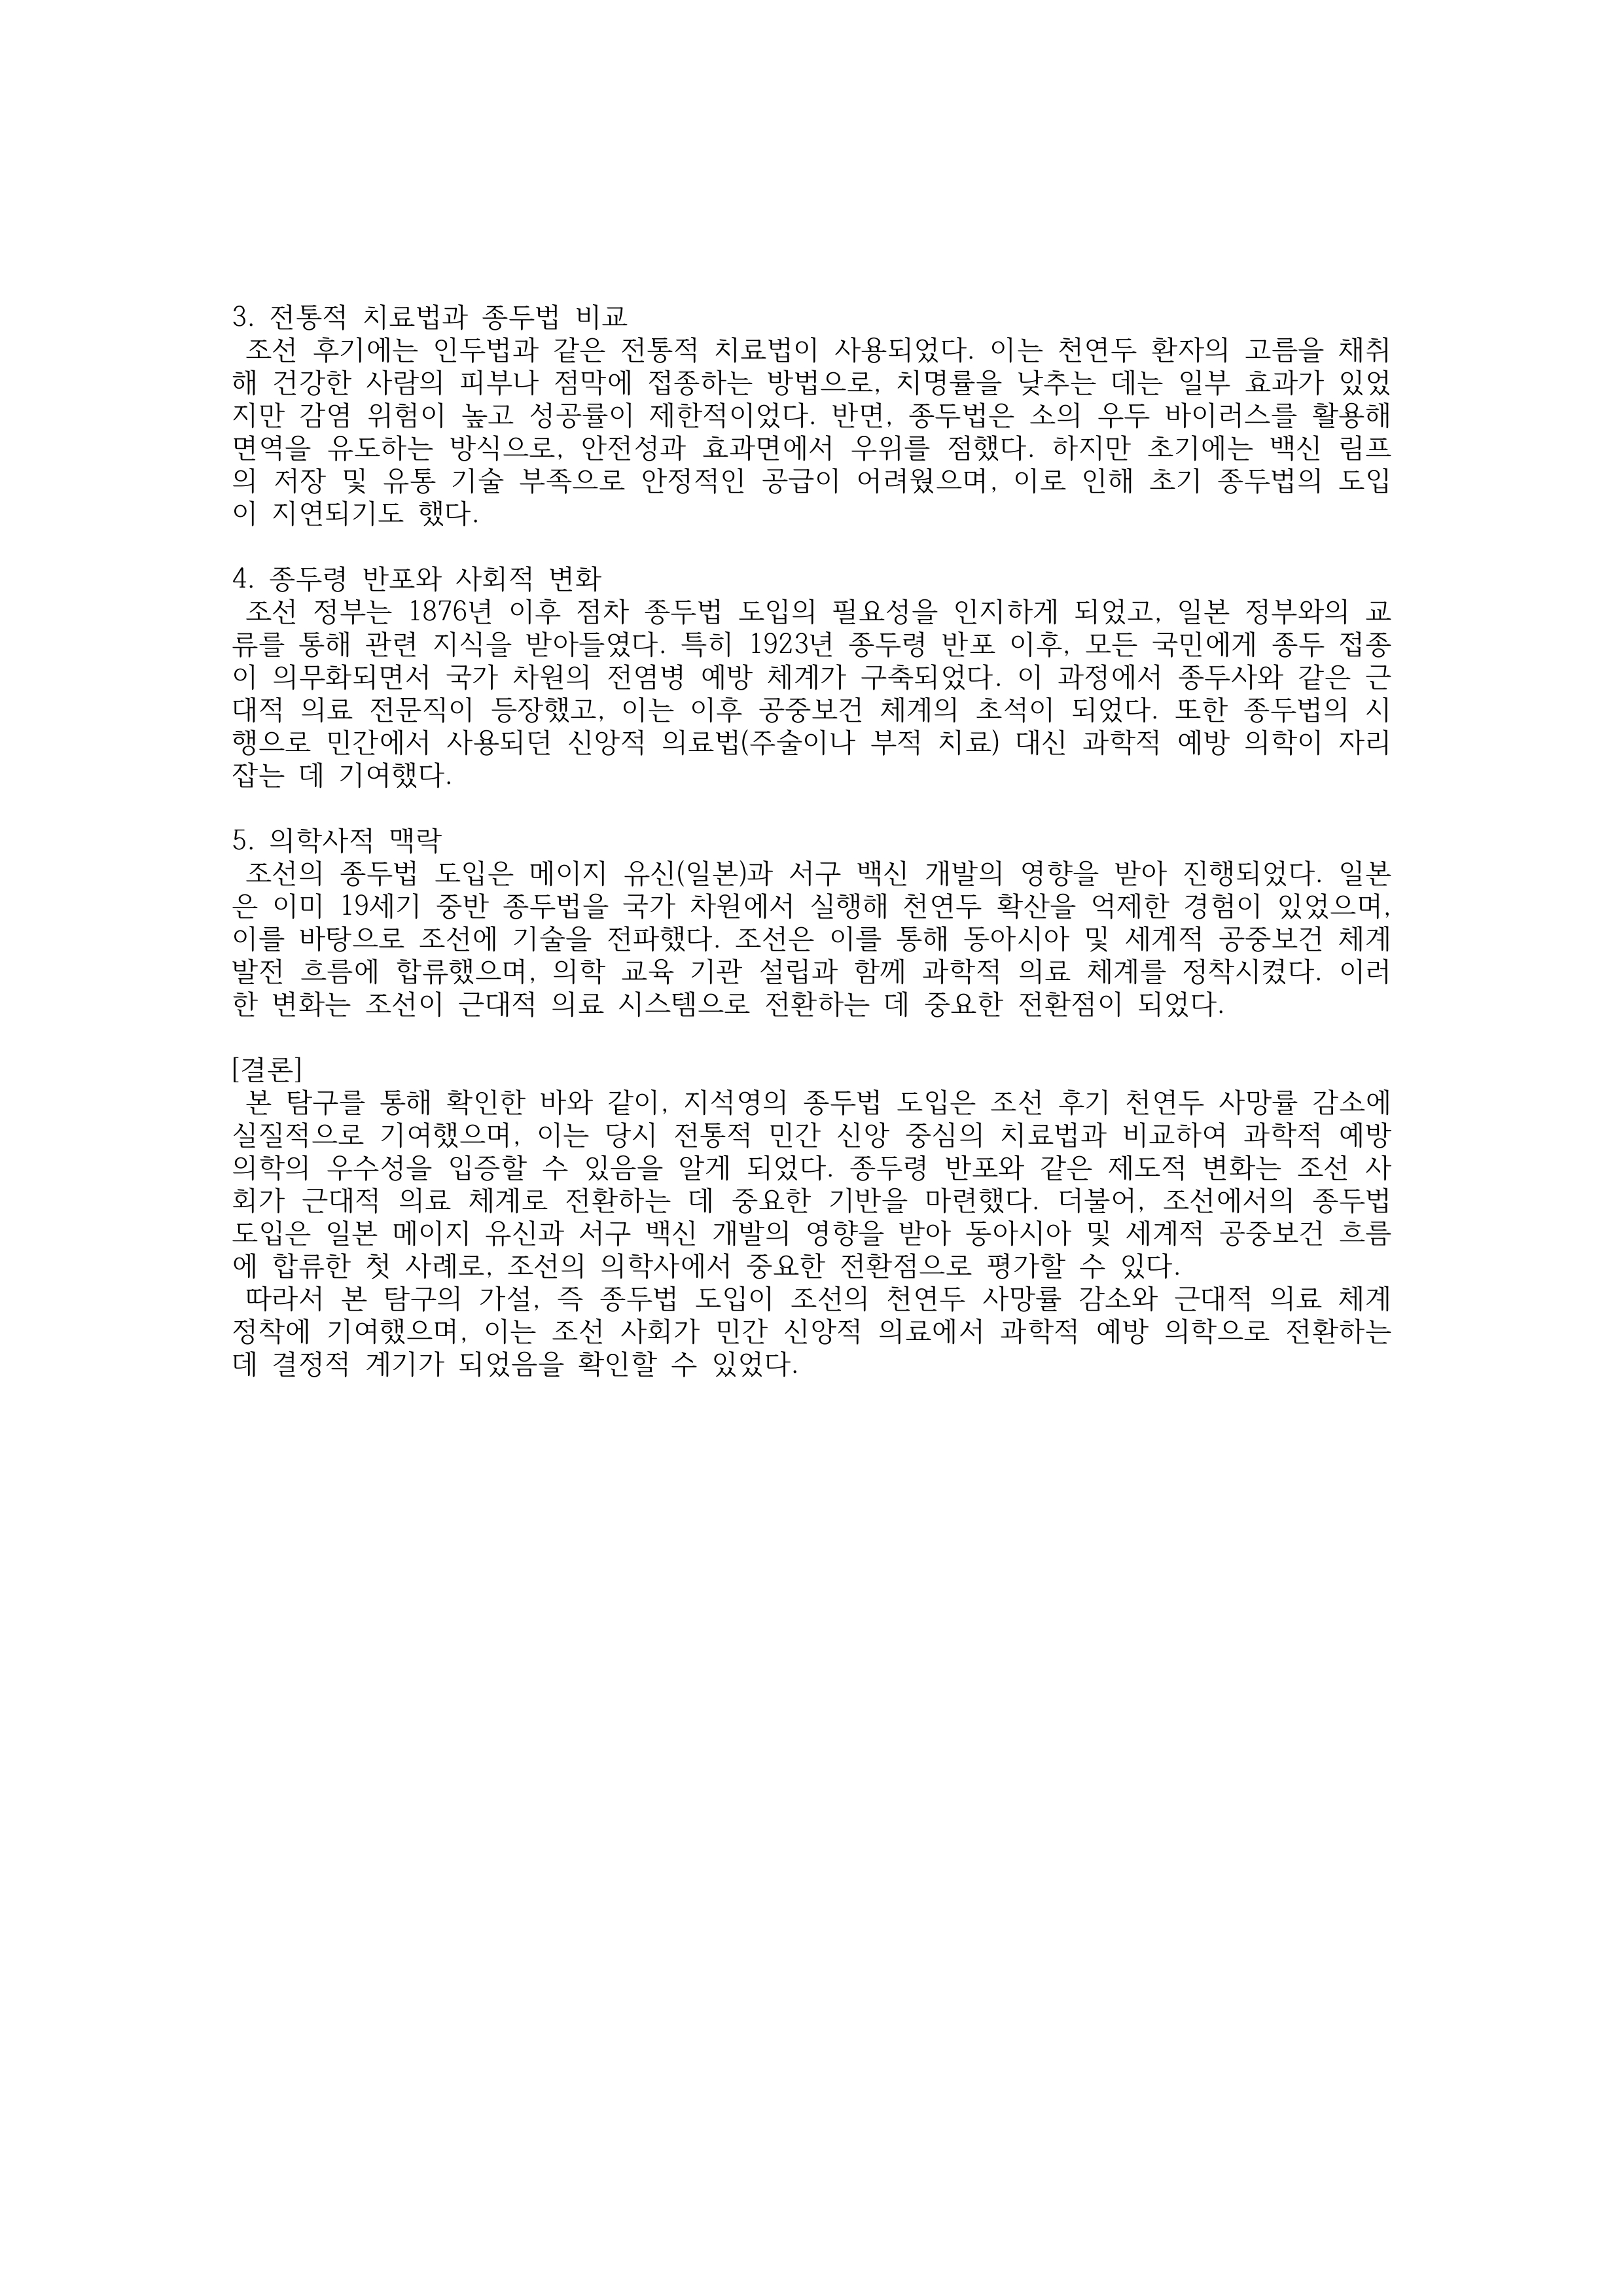 3. 전통적 치료법과 종두법 비교
조선 후기에는 인두법과 같은 전통적 치료법이 사용되었다. 이는 천연두 환자의 고름을 채취
해 건강한 사람의 피부나 점막에 접종하는 방법으로, 치명률을 낮추는 데는 일부 효과가 있었
지만 감염 위험이 높고 성공률이 제한적이었다. 반면, 종두법은 소의 우두 바이러스를 활용해
면역을 유도하는 방식으로, 안전성과 효과면에서 우위를 점했다. 하지만 초기에는 백신 림프
의 저장 및 유통 기술 부족으로 안정적인 공급이 어려웠으며, 이로 인해 초기 종두법의 도입
이 지연되기도 했다.
4. 종두령 반포와 사회적 변화
조선 정부는 1876년 이후 점차 종두법 도입의 필요성을 인지하게 되었고, 일본 정부와의 교
류를 통해 관련 지식을 받아들였다. 특히 1923년 종두령 반포 이후, 모든 국민에게 종두 접종
이 의무화되면서 국가 차원의 전염병 예방 체계가 구축되었다. 이 과정에서 종두사와 같은 근
대적 의료 전문직이 등장했고, 이는 이후 공중보건 체계의 초석이 되었다. 또한 종두법의 시
행으로 민간에서 사용되던 신앙적 의료법(주술이나 부적 치료) 대신 과학적 예방 의학이 자리
잡는 데 기여했다.
5. 의학사적 맥락
조선의 종두법 도입은 메이지 유신(일본)과 서구 백신 개발의 영향을 받아 진행되었다. 일본
은 이미 19세기 중반 종두법을 국가 차원에서 실행해 천연두 확산을 억제한 경험이 있었으며,
이를 바탕으로 조선에 기술을 전파했다. 조선은 이를 통해 동아시아 및 세계적 공중보건 체계
발전 흐름에 합류했으며, 의학 교육 기관 설립과 함께 과학적 의료 체계를 정착시켰다. 이러
한 변화는 조선이 근대적 의료 시스템으로 전환하는 데 중요한 전환점이 되었다.
[결론]
본 탐구를 통해 확인한 바와 같이, 지석영의 종두법 도입은 조선 후기 천연두 사망률 감소에
실질적으로 기여했으며, 이는 당시 전통적 민간 신앙 중심의 치료법과 비교하여 과학적 예방
의학의 우수성을 입증할 수 있음을 알게 되었다. 종두령 반포와 같은 제도적 변화는 조선 사
회가 근대적 의료 체계로 전환하는 데 중요한 기반을 마련했다. 더불어, 조선에서의 종두법
도입은 일본 메이지 유신과 서구 백신 개발의 영향을 받아 동아시아 및 세계적 공중보건 흐름
에 합류한 첫 사례로, 조선의 의학사에서 중요한 전환점으로 평가할 수 있다.
따라서 본 탐구의 가설, 즉 종두법 도입이 조선의 천연두 사망률 감소와 근대적 의료 체계
정착에 기여했으며, 이는 조선 사회가 민간 신앙적 의료에서 과학적 예방 의학으로 전환하는
데 결정적 계기가 되었음을 확인할 수 있었다.